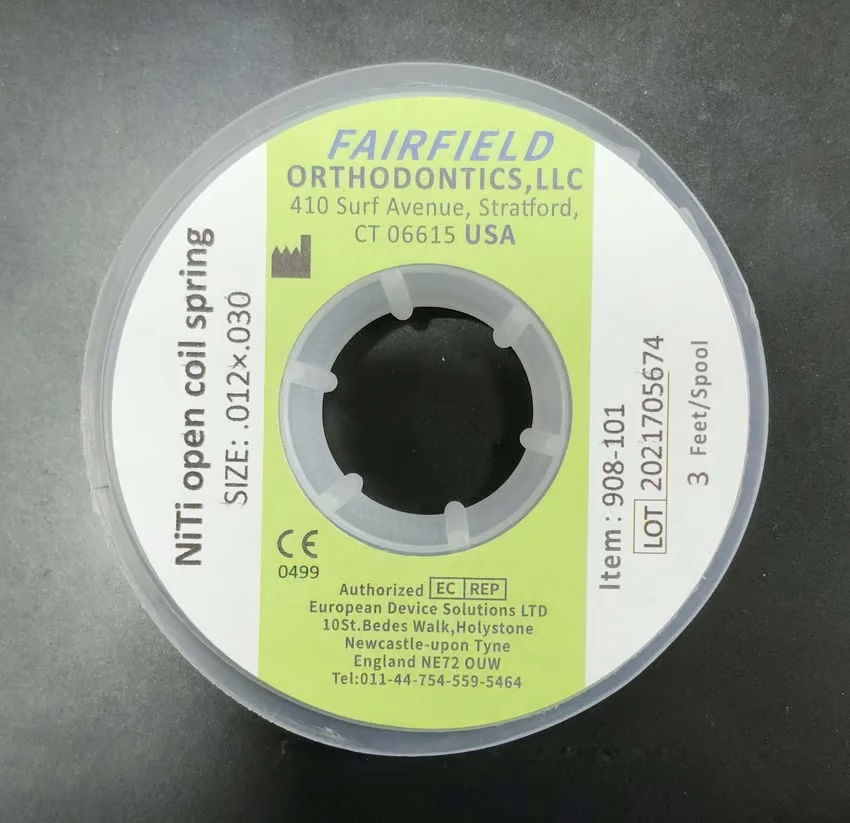 FAIRFIELD
ORTHODONTICS,LLC
410 Surf Avenue, Stratford,
CT 06615 USA
NiTi open coil spring
SIZE: .012×.030
Item : 908-101
LOT 2021705674
3 Feet/Spool
CE
0499
Authorized EC REP
European Device Solutions LTD
10St.Bedes Walk,Holystone
Newcastle-upon Tyne
England NE72 OUW
Tel:011-44-754-559-5464